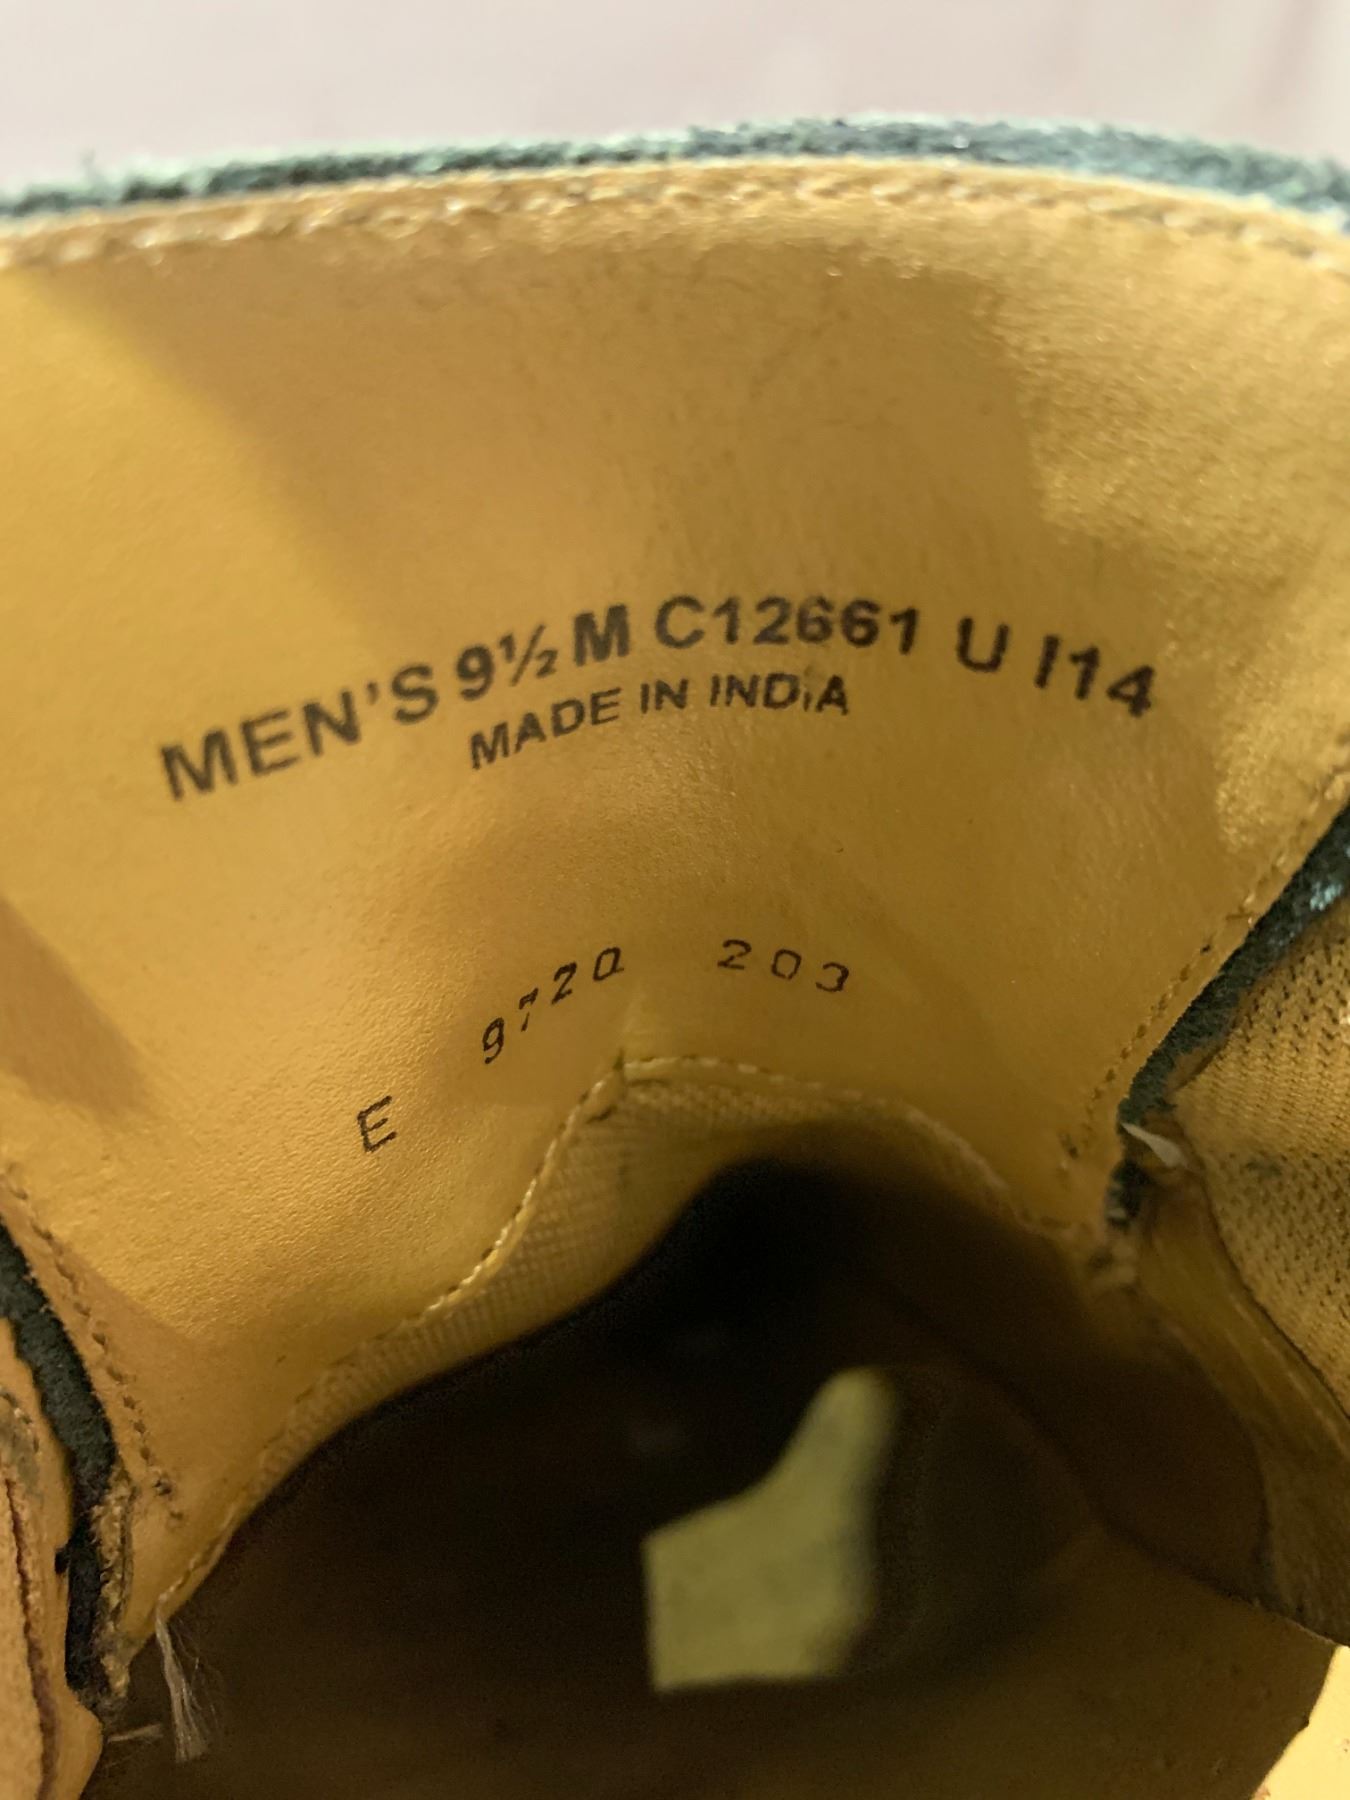 MEN'S 9½ M C12661 U I14
MADE IN INDIA
E 9720 203